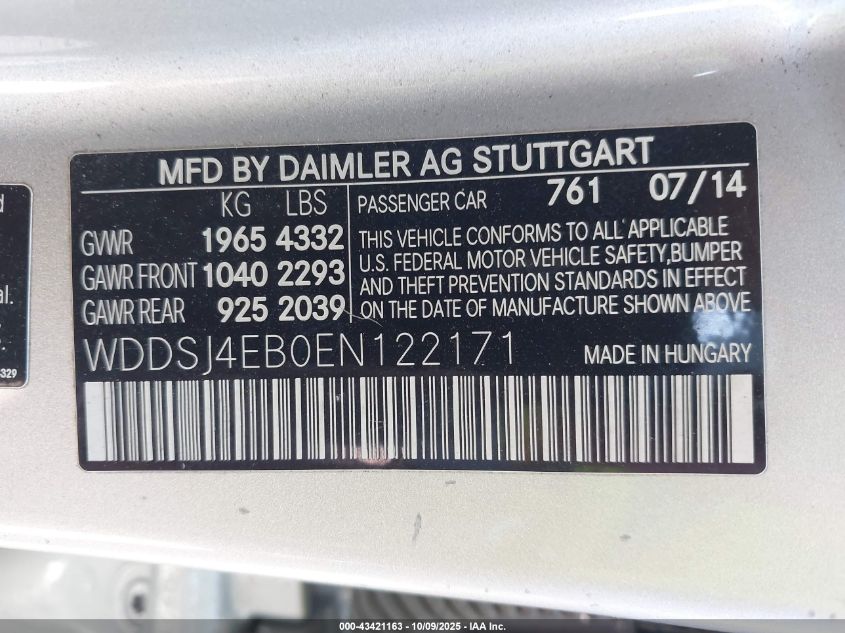 MFD BY DAIMLER AG STUTTGART
KG LBS
GVWR 1965 4332
GAWR FRONT 1040 2293
GAWR REAR 925 2039
PASSENGER CAR 761 07/14
THIS VEHICLE CONFORMS TO ALL APPLICABLE
U.S. FEDERAL MOTOR VEHICLE SAFETY,BUMPER
AND THEFT PREVENTION STANDARDS IN EFFECT
ON THE DATE OF MANUFACTURE SHOWN ABOVE
WDDSJ4EB0EN122171 MADE IN HUNGARY
000-43421163 - 10/09/2025 - IAA Inc.